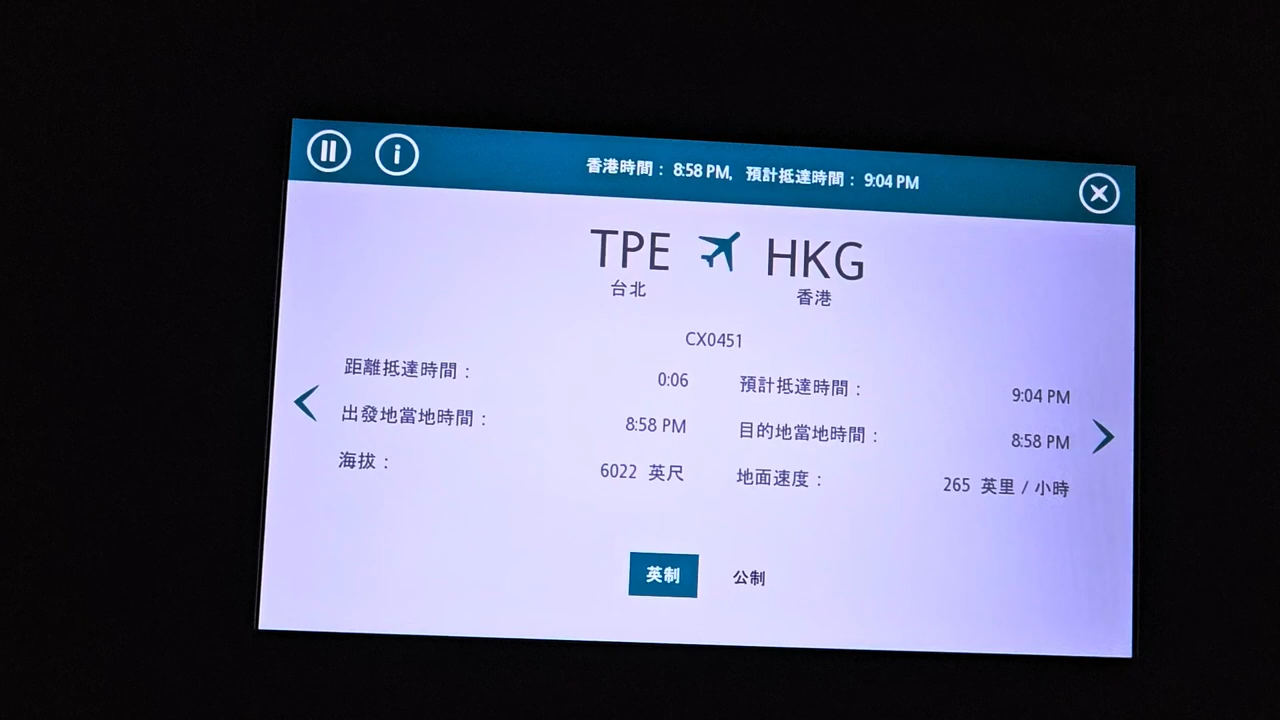 香港時間： 8:58 PM, 預計抵達時間： 9:04 PM
TPE HKG
台北 香港
CX0451
距離抵達時間： 0:06 預計抵達時間： 9:04 PM
出發地當地時間： 8:58 PM 目的地當地時間： 8:58 PM
海拔： 6022 英尺 地面速度： 265 英里 / 小時
英制 公制